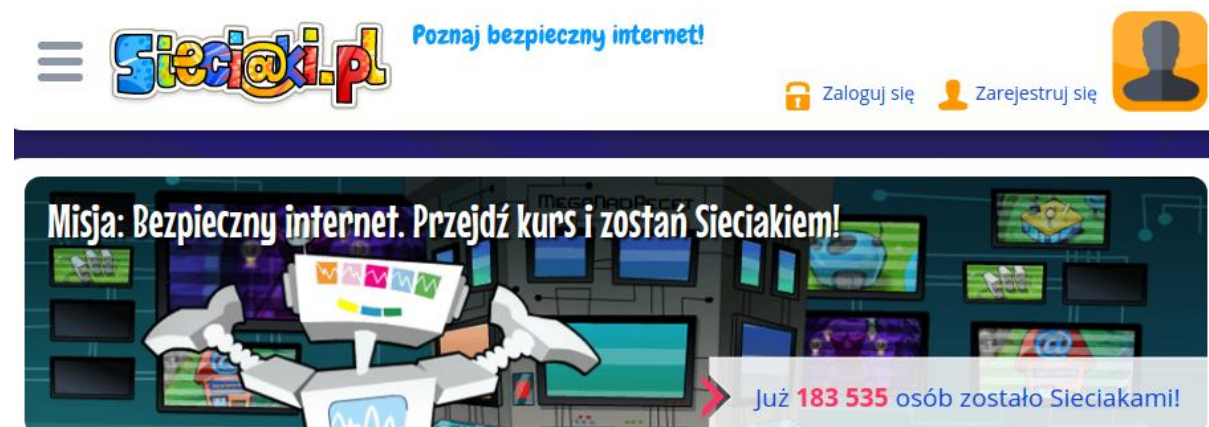 Sieci@ki.pl
Poznaj bezpieczny internet!
Zaloguj się
Zarejestruj się
MegaNadPecet
Misja: Bezpieczny internet. Przejdź kurs i zostań Sieciakiem!
@
@
Już 183 535 osób zostało Sieciakami!